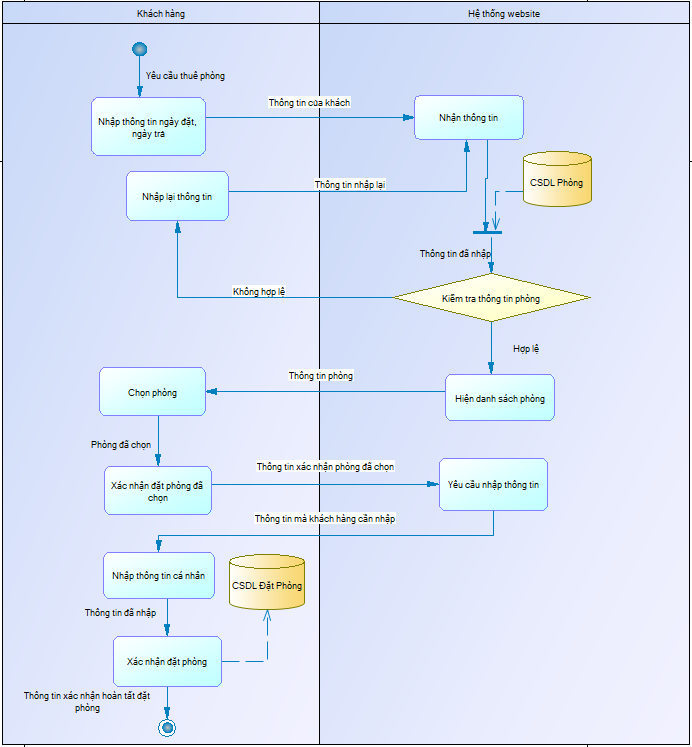 Khách hàng
Hệ thống website
Yêu cầu thuê phòng
Nhập thông tin ngày đặt,
ngày trả
Thông tin của khách
Nhận thông tin
Nhập lại thông tin
Thông tin nhập lại
CSDL Phòng
Thông tin đã nhập
Không hợp lệ
Kiểm tra thông tin phòng
Hợp lệ
Thông tin phòng
Chọn phòng
Hiện danh sách phòng
Phòng đã chọn
Xác nhận đặt phòng đã
chọn
Thông tin xác nhận phòng đã chọn
Yêu cầu nhập thông tin
Thông tin mà khách hàng cần nhập
Nhập thông tin cá nhân
CSDL Đặt Phòng
Thông tin đã nhập
Xác nhận đặt phòng
Thông tin xác nhận hoàn tất đặt
phòng